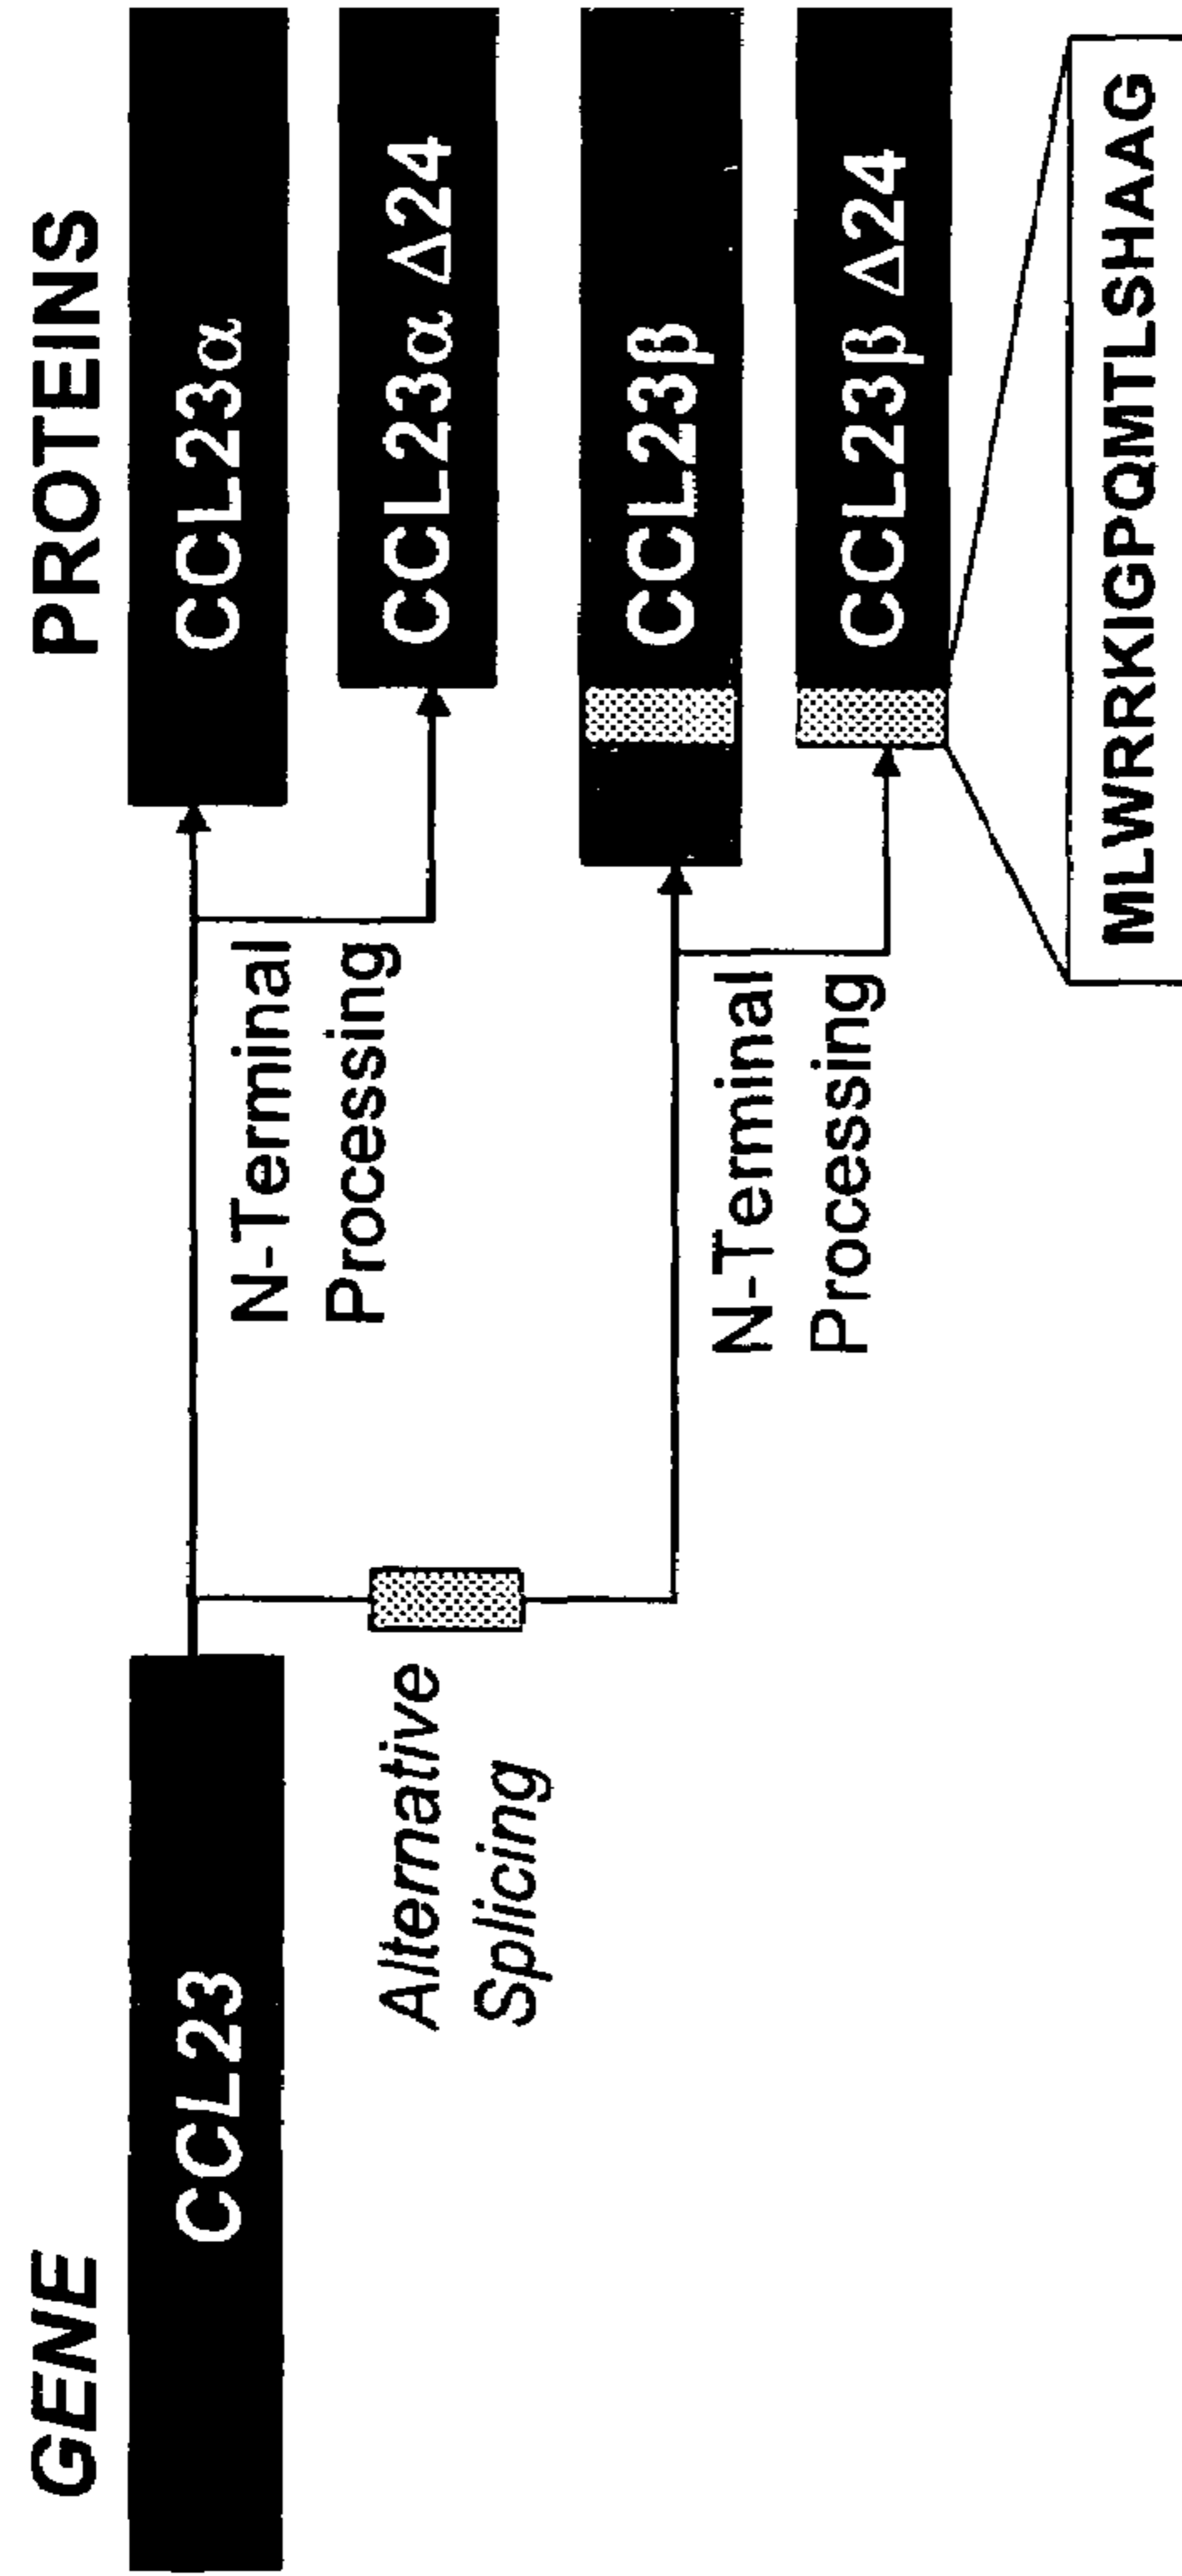 GENE
PROTEINS
CCL23
CCL23α
N-Terminal
Processing
CCL23α Δ24
Alternative
Splicing
CCL23β
N-Terminal
Processing
CCL23β Δ24
MLWRRKIGPQMTLSHAAG